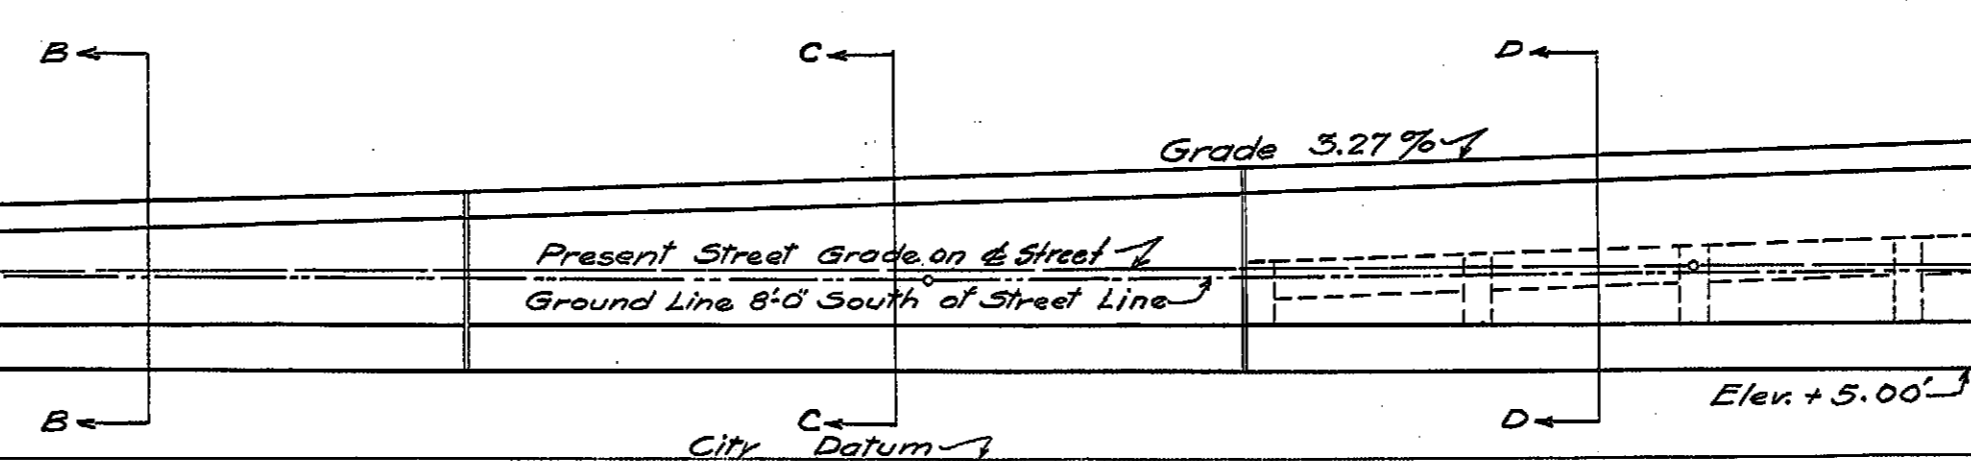 B
C
D
Grade 3.27%
Present Street Grade on ℄ Street
Ground Line 8'-0" South of Street Line
Elev. + 5.00'
B
C
D
City Datum